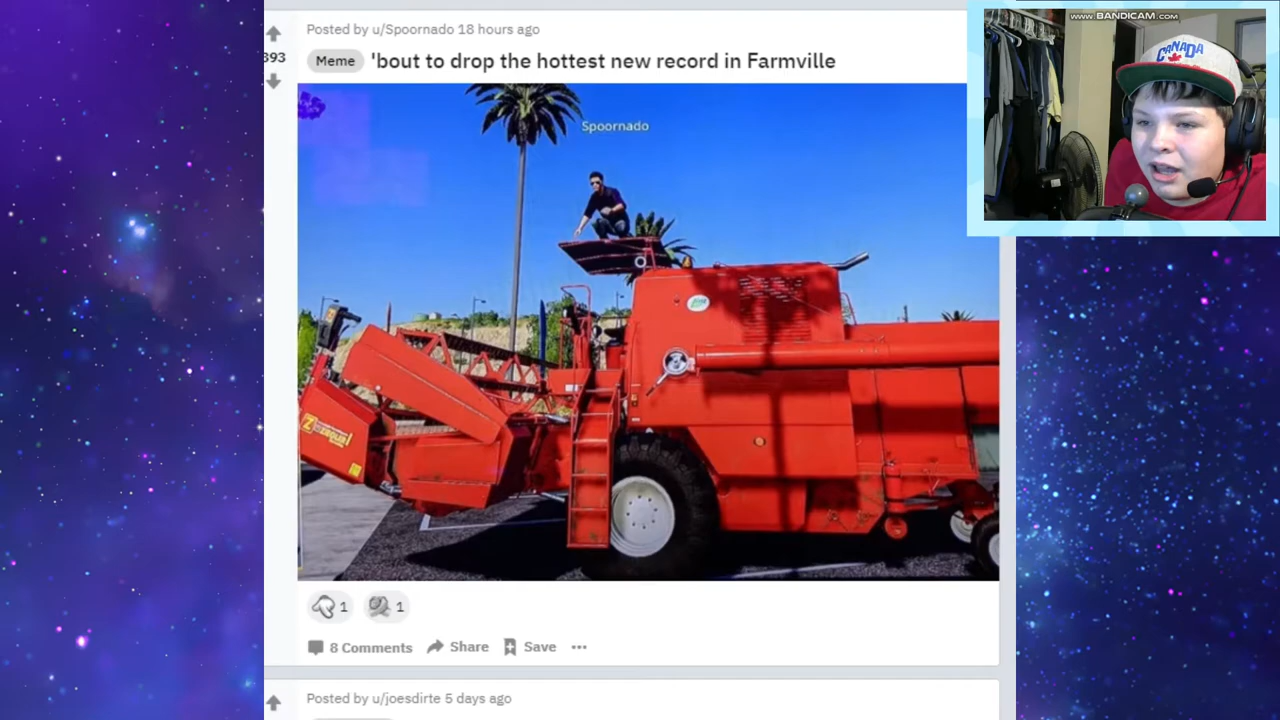 WWW.BANDICAM.COM
CANADA
Posted by u/Spoornado 18 hours ago
393
Meme 'bout to drop the hottest new record in Farmville
Spoornado
1 1
8 Comments Share Save
Posted by u/joesdirte 5 days ago